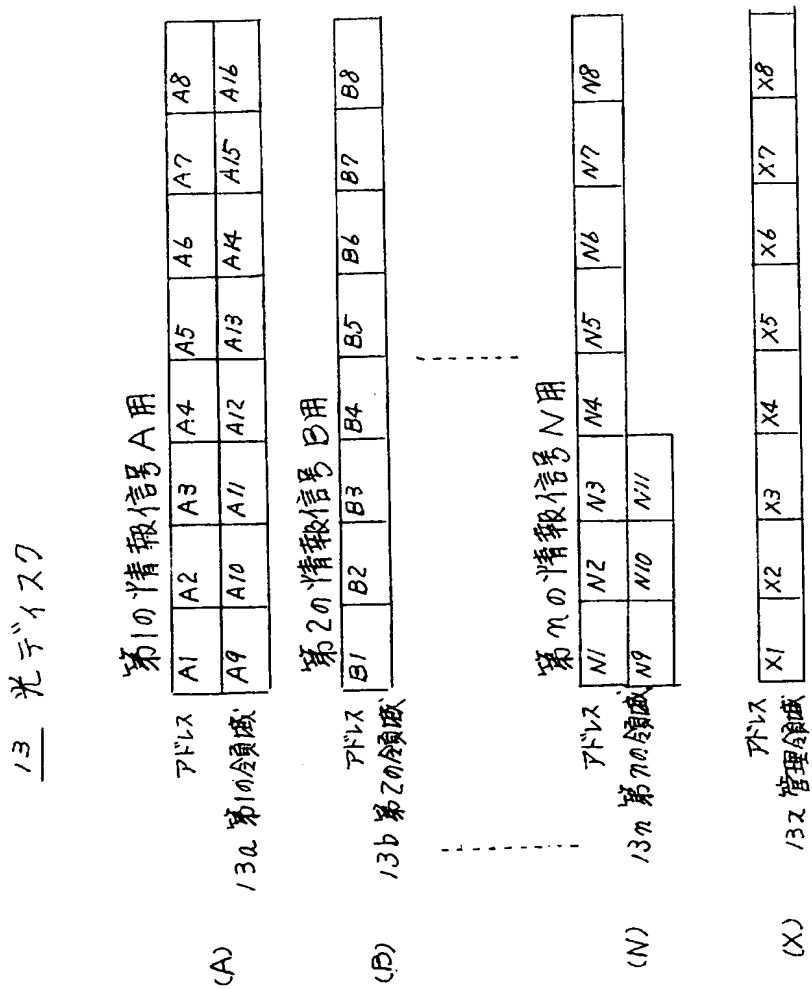 13 光ディスク
第1の情報信号A用
アドレス A1 A2 A3 A4 A5 A6 A7 A8
A9 A10 A11 A12 A13 A14 A15 A16
(A) 13a 第1の領域
第2の情報信号B用
アドレス B1 B2 B3 B4 B5 B6 B7 B8
(B) 13b 第2の領域
第nの情報信号N用
アドレス N1 N2 N3 N4 N5 N6 N7 N8
N9 N10 N11
(N) 13n 第nの領域
アドレス X1 X2 X3 X4 X5 X6 X7 X8
(X) 13x 管理領域